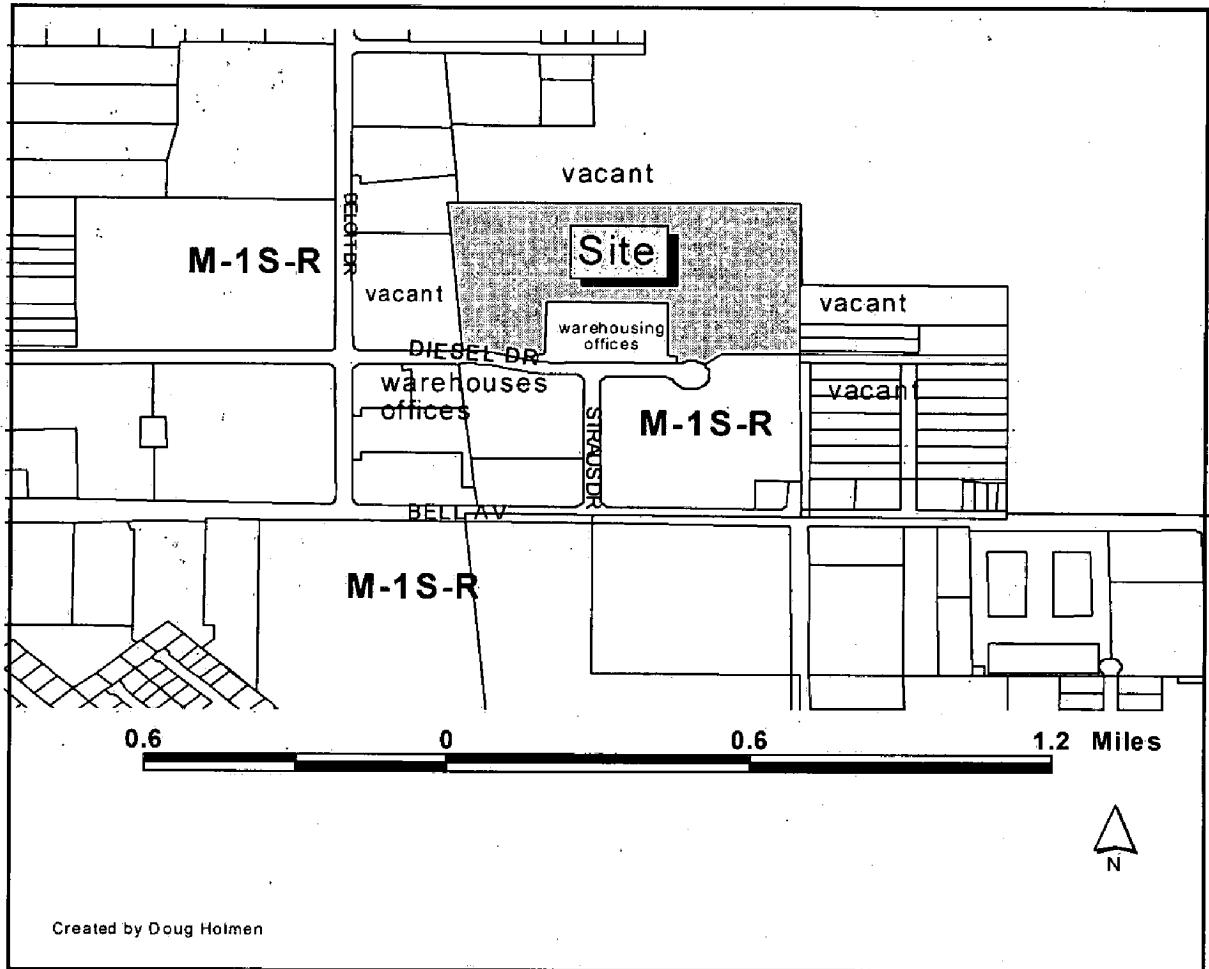 vacant
BELOIT DR
Site
M-1S-R
vacant
vacant
warehousing
offices
DIESEL DR
warehouses
offices
vacant
STRAUS DR
M-1S-R
BELL AV
M-1S-R
0.6 0 0.6 1.2 Miles
N
Created by Doug Holmen